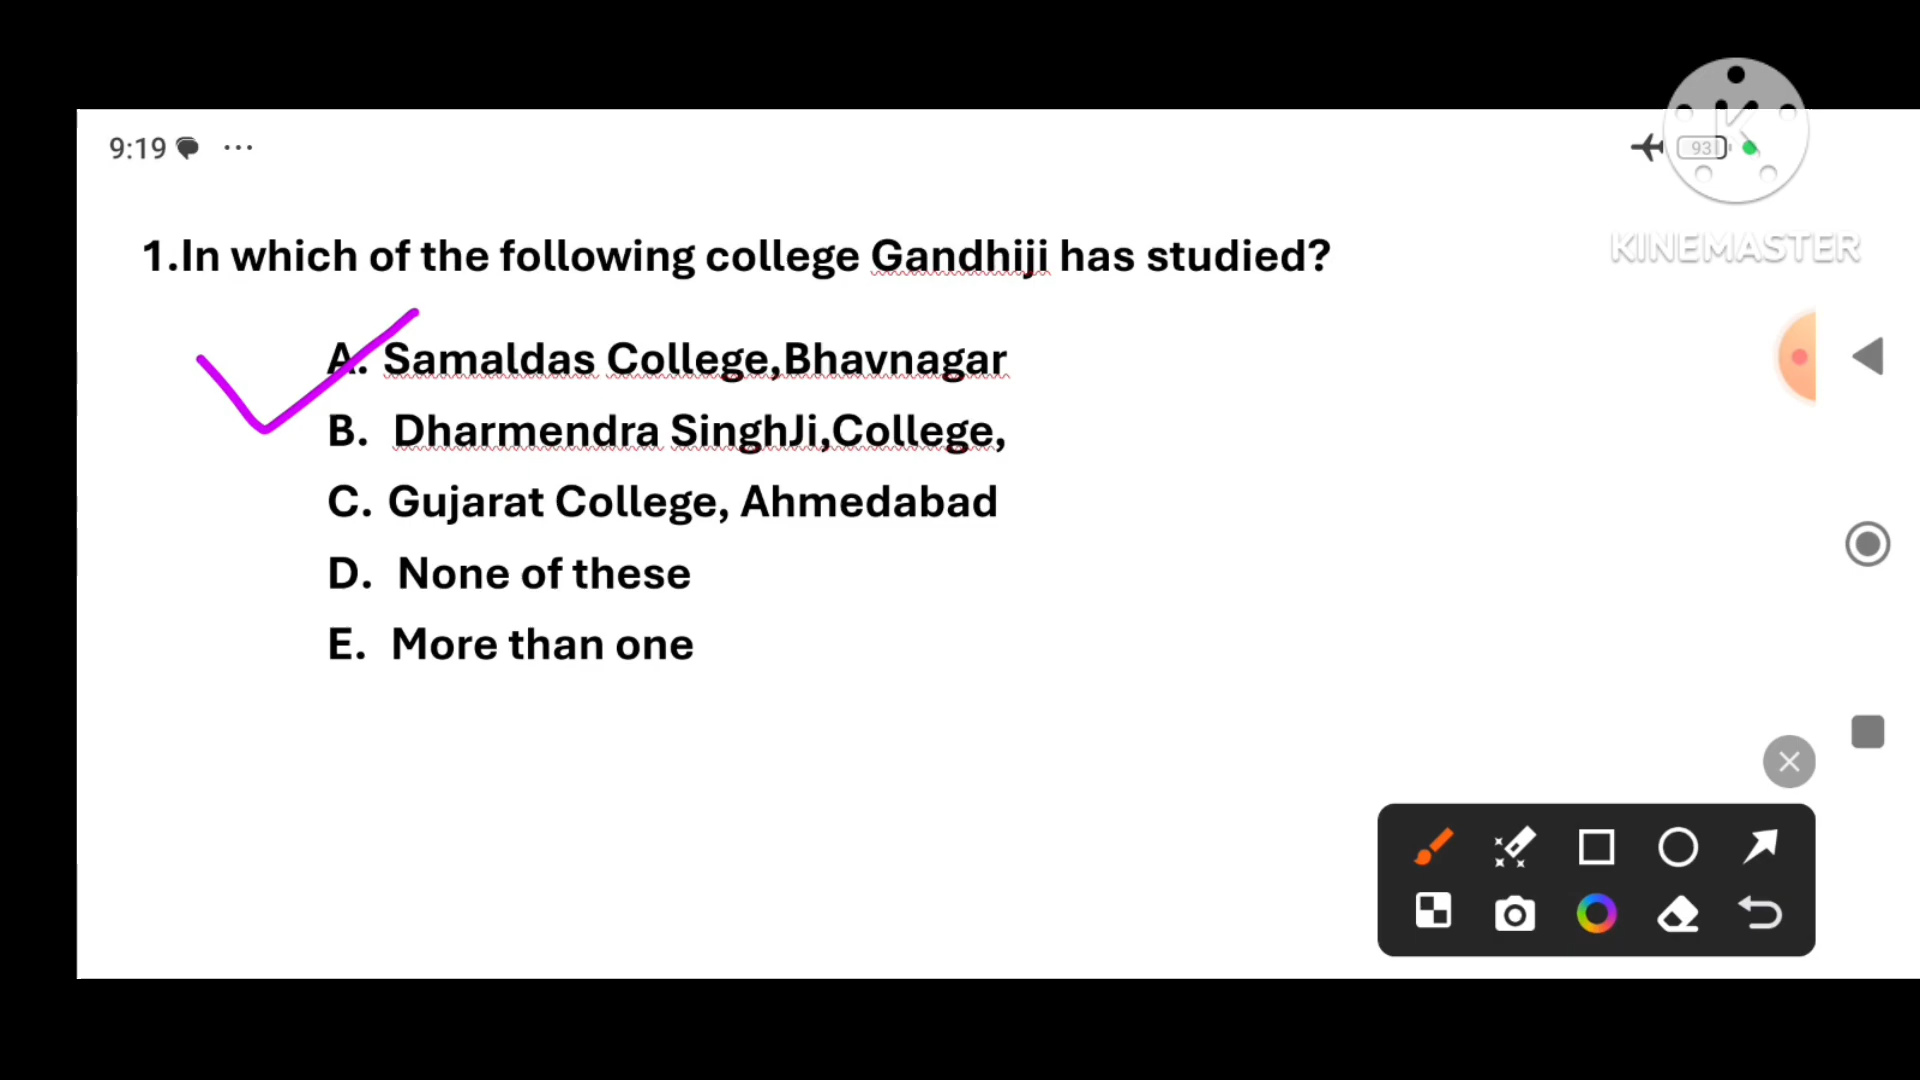 9:19 ...
93
KINEMASTER
1.In which of the following college Gandhiji has studied?
A. Samaldas College,Bhavnagar
B. Dharmendra SinghJi,College,
C. Gujarat College, Ahmedabad
D. None of these
E. More than one